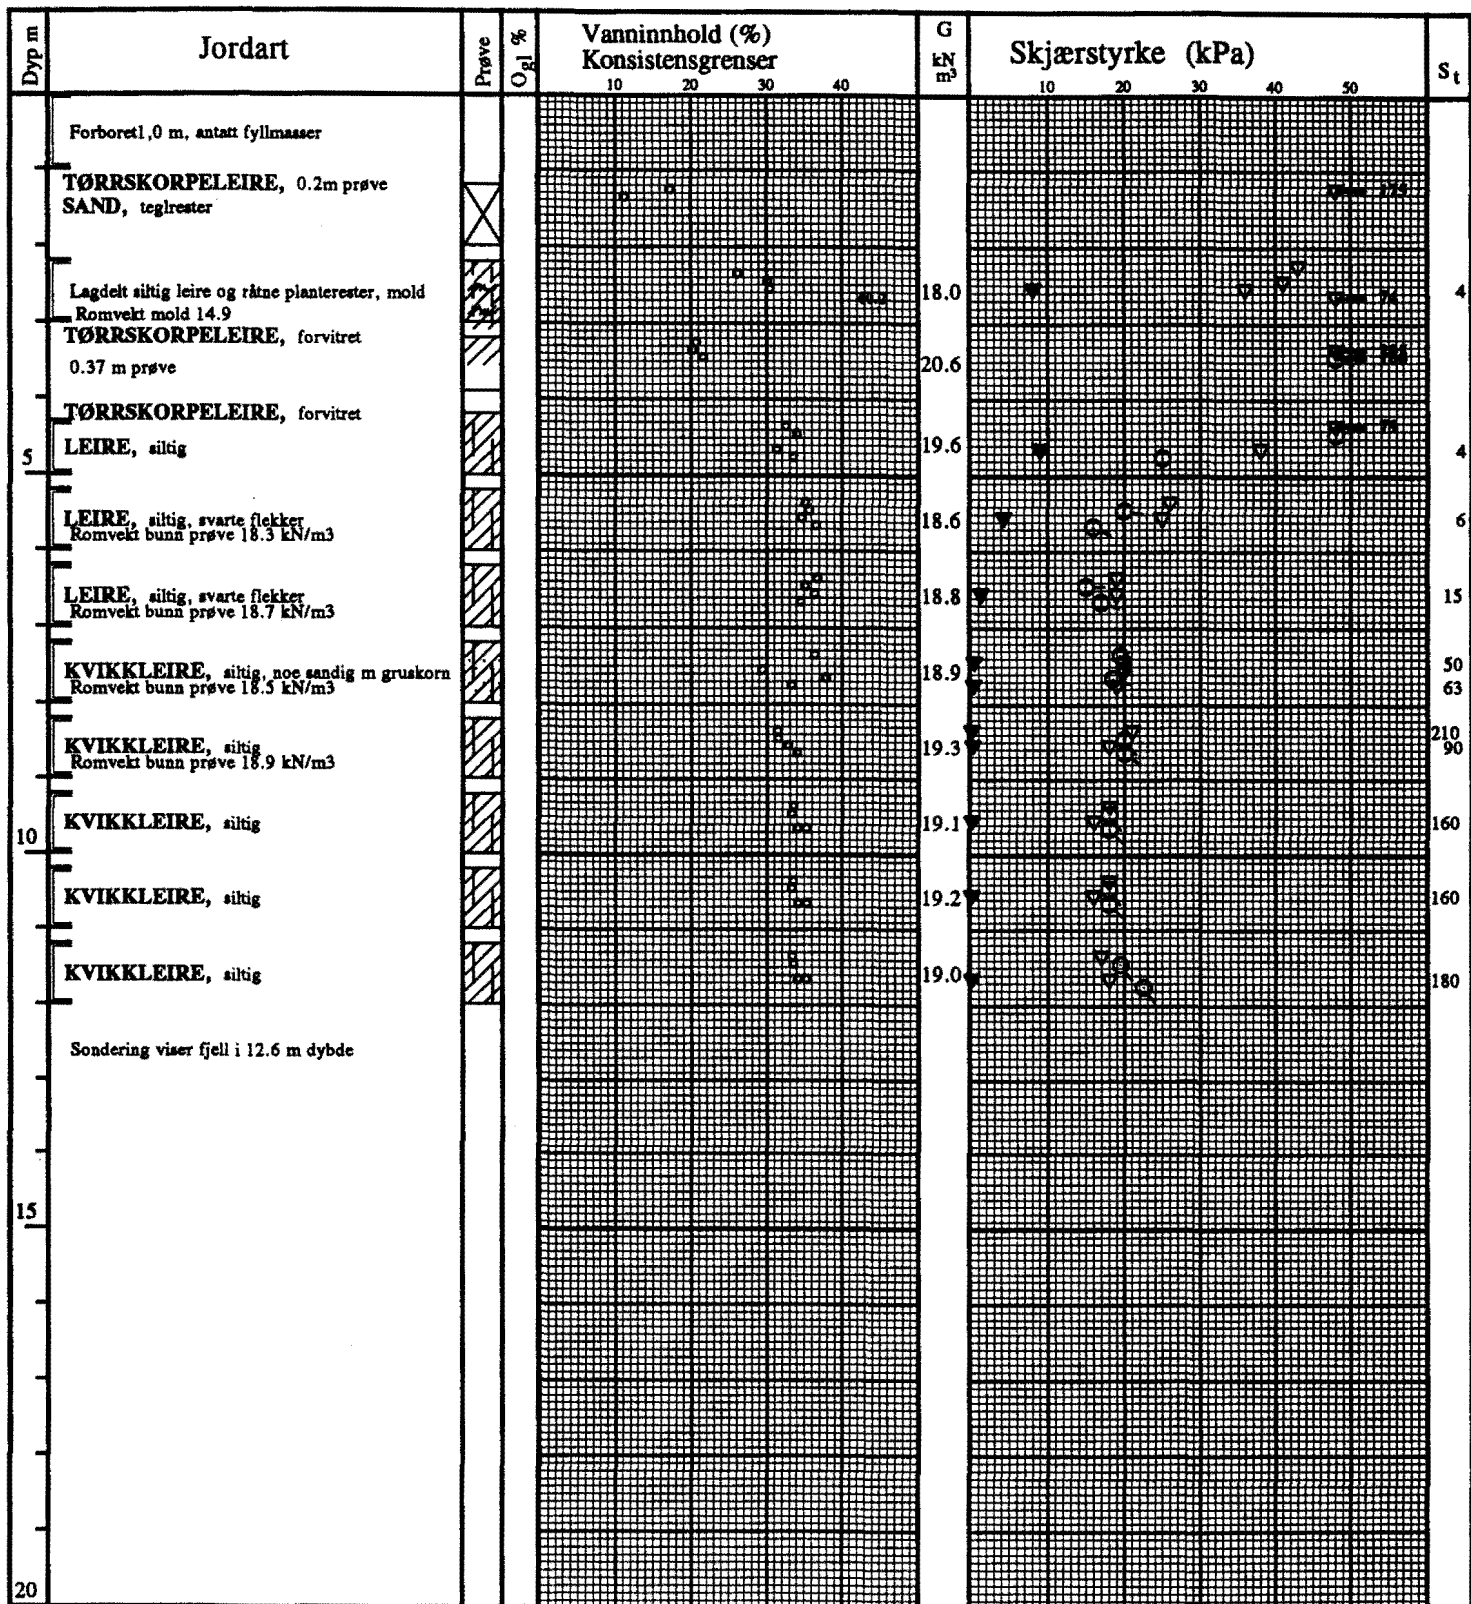 Dyp m
Jordart
Prøve
O gl %
Vanninnhold (%)
Konsistensgrenser
10 20 30 40
G
kN
m3
Skjærstyrke (kPa)
10 20 30 40 50
S t
Forboret1,0 m, antatt fyllmasser
TØRRSKORPELEIRE, 0.2m prøve
SAND, teglrester
Lagdelt siltig leire og råtne planterester, mold
18.0
4
Romvekt mold 14.9
TØRRSKORPELEIRE, forvitret
0.37 m prøve
20.6
TØRRSKORPELEIRE, forvitret
LEIRE, siltig
19.6
4
5
LEIRE, siltig, svarte flekker
18.6
6
Romvekt bunn prøve 18.3 kN/m3
LEIRE, siltig, svarte flekker
18.8
15
Romvekt bunn prøve 18.7 kN/m3
50
KVIKKLEIRE, siltig, noe sandig m gruskorn
18.9
Romvekt bunn prøve 18.5 kN/m3
63
210
KVIKKLEIRE, siltig
19.3
90
Romvekt bunn prøve 18.9 kN/m3
KVIKKLEIRE, siltig
19.1
160
10
KVIKKLEIRE, siltig
19.2
160
KVIKKLEIRE, siltig
19.0
180
Sondering viser fjell i 12.6 m dybde
15
20